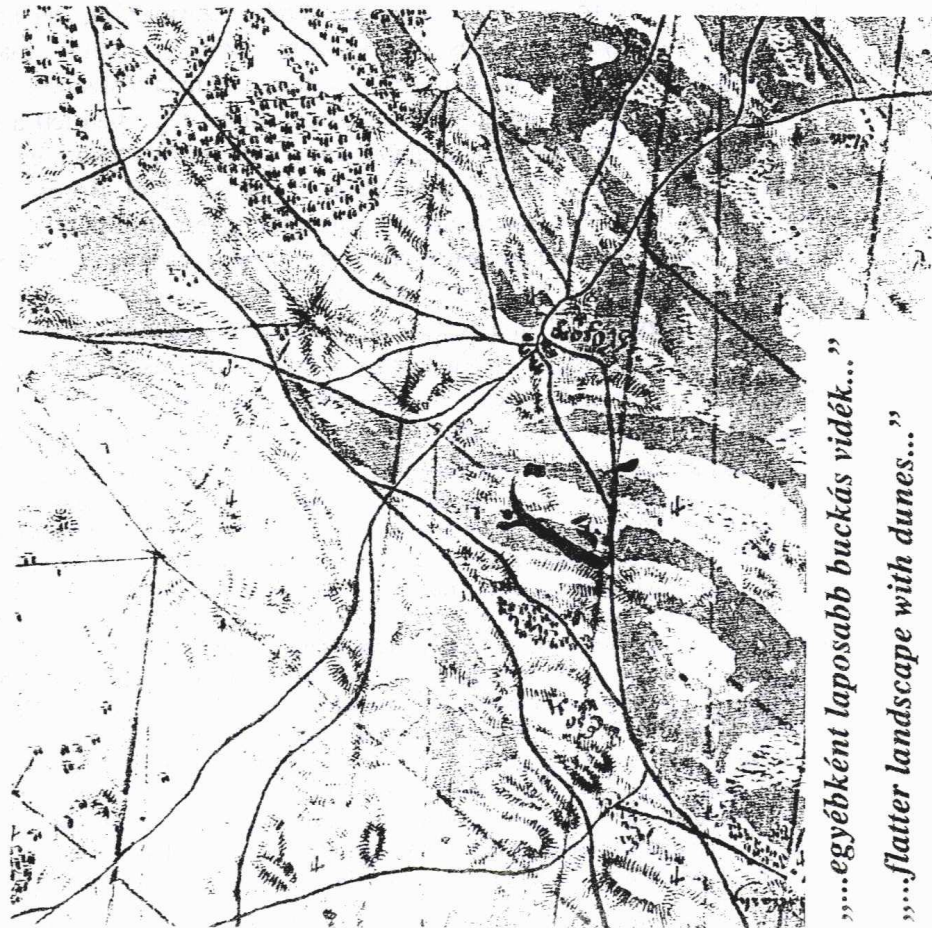 „...egyébként laposabb buckás vidék...”
„...flatter landscape with dunes...”